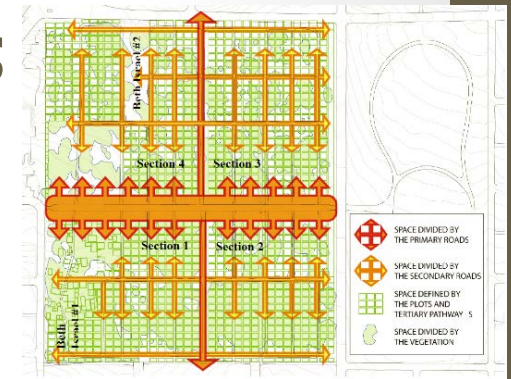 5
Beth Israel #2
Section 4
Section 3
Section 1
Section 2
Beth
Israel #1
SPACE DIVIDED BY
THE PRIMARY ROADS
SPACE DIVIDED BY
THE SECONDARY ROADS
SPACE DEFINED BY
THE PLOTS AND
TERTIARY PATHWAY S
SPACE DIVIDED BY
THE VEGETATION